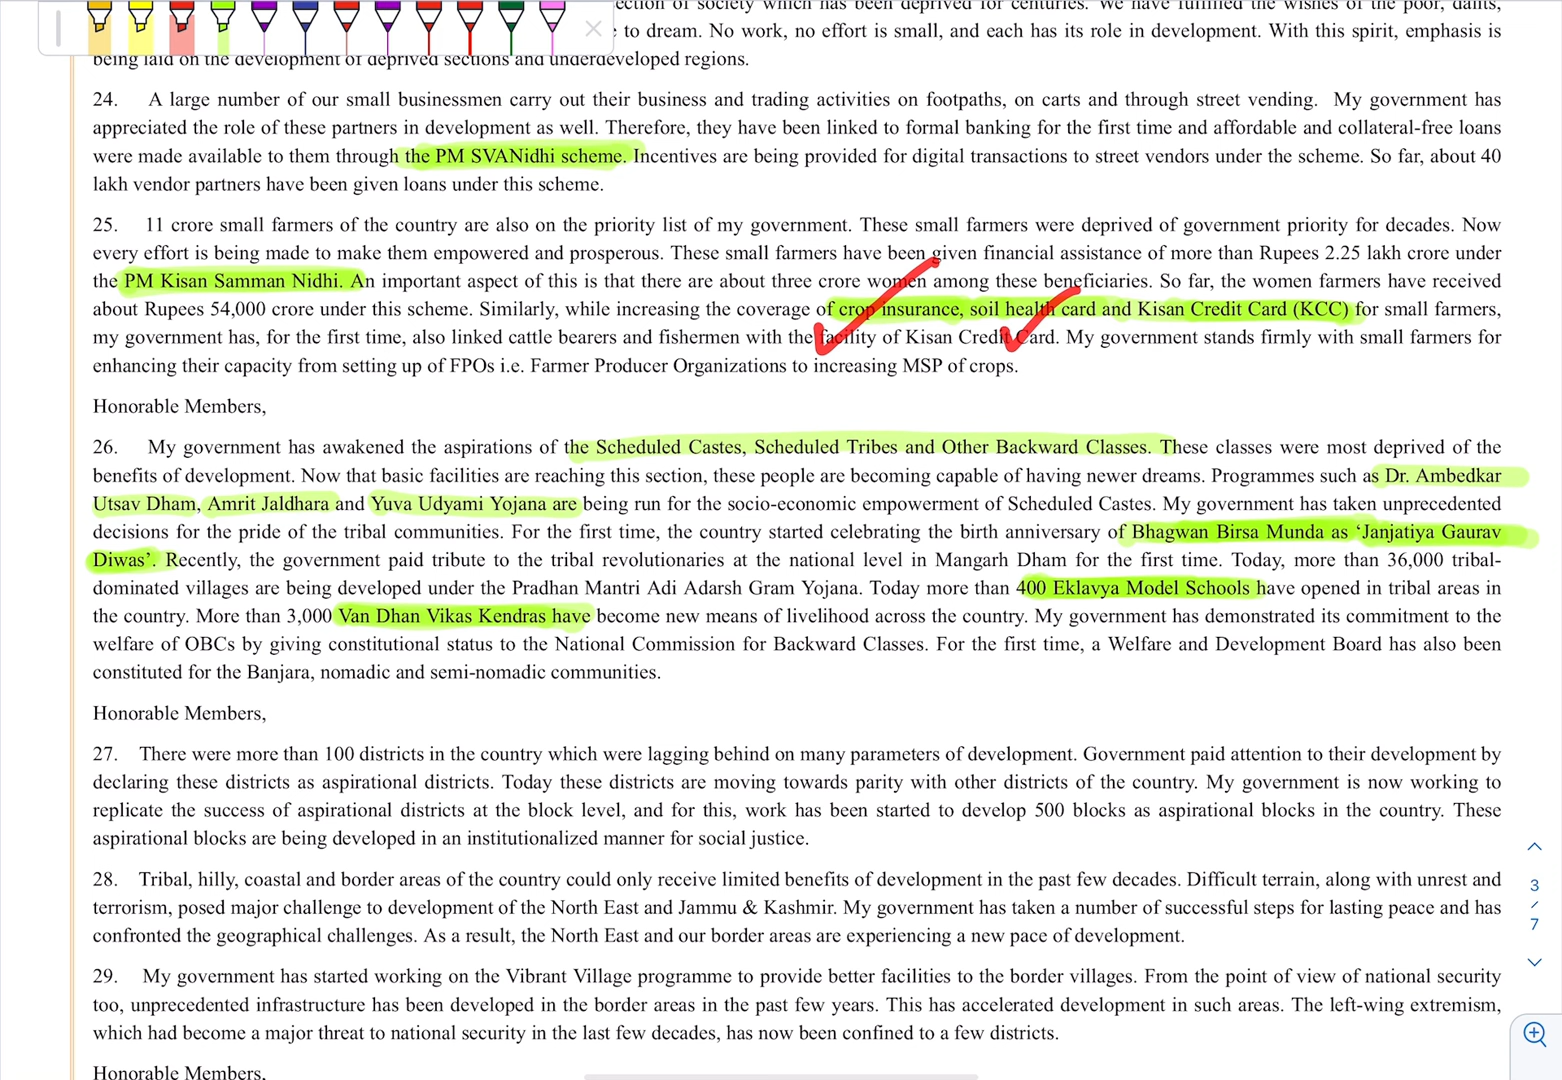 ection of society which has been deprived for centuries. We have fulfilled the wishes of the poor, dalits,
to dream. No work, no effort is small, and each has its role in development. With this spirit, emphasis is
being laid on the development of deprived sections and underdeveloped regions.
24. A large number of our small businessmen carry out their business and trading activities on footpaths, on carts and through street vending. My government has
appreciated the role of these partners in development as well. Therefore, they have been linked to formal banking for the first time and affordable and collateral-free loans
were made available to them through the PM SVANidhi scheme. Incentives are being provided for digital transactions to street vendors under the scheme. So far, about 40
lakh vendor partners have been given loans under this scheme.
25. 11 crore small farmers of the country are also on the priority list of my government. These small farmers were deprived of government priority for decades. Now
every effort is being made to make them empowered and prosperous. These small farmers have been given financial assistance of more than Rupees 2.25 lakh crore under
the PM Kisan Samman Nidhi. An important aspect of this is that there are about three crore women among these beneficiaries. So far, the women farmers have received
about Rupees 54,000 crore under this scheme. Similarly, while increasing the coverage of crop insurance, soil health card and Kisan Credit Card (KCC) for small farmers,
my government has, for the first time, also linked cattle bearers and fishermen with the facility of Kisan Credit Card. My government stands firmly with small farmers for
enhancing their capacity from setting up of FPOs i.e. Farmer Producer Organizations to increasing MSP of crops.
Honorable Members,
26. My government has awakened the aspirations of the Scheduled Castes, Scheduled Tribes and Other Backward Classes. These classes were most deprived of the
benefits of development. Now that basic facilities are reaching this section, these people are becoming capable of having newer dreams. Programmes such as Dr. Ambedkar
Utsav Dham, Amrit Jaldhara and Yuva Udyami Yojana are being run for the socio-economic empowerment of Scheduled Castes. My government has taken unprecedented
decisions for the pride of the tribal communities. For the first time, the country started celebrating the birth anniversary of Bhagwan Birsa Munda as ‘Janjatiya Gaurav
Diwas’. Recently, the government paid tribute to the tribal revolutionaries at the national level in Mangarh Dham for the first time. Today, more than 36,000 tribal-
dominated villages are being developed under the Pradhan Mantri Adi Adarsh Gram Yojana. Today more than 400 Eklavya Model Schools have opened in tribal areas in
the country. More than 3,000 Van Dhan Vikas Kendras have become new means of livelihood across the country. My government has demonstrated its commitment to the
welfare of OBCs by giving constitutional status to the National Commission for Backward Classes. For the first time, a Welfare and Development Board has also been
constituted for the Banjara, nomadic and semi-nomadic communities.
Honorable Members,
27. There were more than 100 districts in the country which were lagging behind on many parameters of development. Government paid attention to their development by
declaring these districts as aspirational districts. Today these districts are moving towards parity with other districts of the country. My government is now working to
replicate the success of aspirational districts at the block level, and for this, work has been started to develop 500 blocks as aspirational blocks in the country. These
aspirational blocks are being developed in an institutionalized manner for social justice.
28. Tribal, hilly, coastal and border areas of the country could only receive limited benefits of development in the past few decades. Difficult terrain, along with unrest and
terrorism, posed major challenge to development of the North East and Jammu & Kashmir. My government has taken a number of successful steps for lasting peace and has
confronted the geographical challenges. As a result, the North East and our border areas are experiencing a new pace of development.
29. My government has started working on the Vibrant Village programme to provide better facilities to the border villages. From the point of view of national security
too, unprecedented infrastructure has been developed in the border areas in the past few years. This has accelerated development in such areas. The left-wing extremism,
which had become a major threat to national security in the last few decades, has now been confined to a few districts.
Honorable Members,
3
/
7